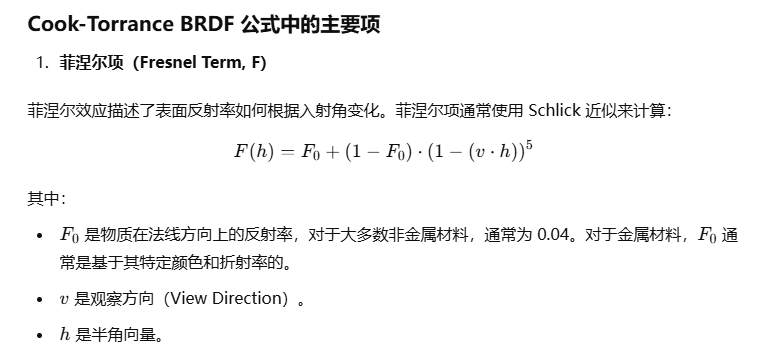 Cook-Torrance BRDF 公式中的主要项
1. 菲涅尔项（Fresnel Term, F）
菲涅尔效应描述了表面反射率如何根据入射角变化。菲涅尔项通常使用 Schlick 近似来计算：
F(h) = F₀ + (1 − F₀) · (1 − (v · h))⁵
其中：
• F₀ 是物质在法线方向上的反射率，对于大多数非金属材料，通常为 0.04。对于金属材料，F₀ 通
常是基于其特定颜色和折射率的。
• v 是观察方向（View Direction）。
• h 是半角向量。